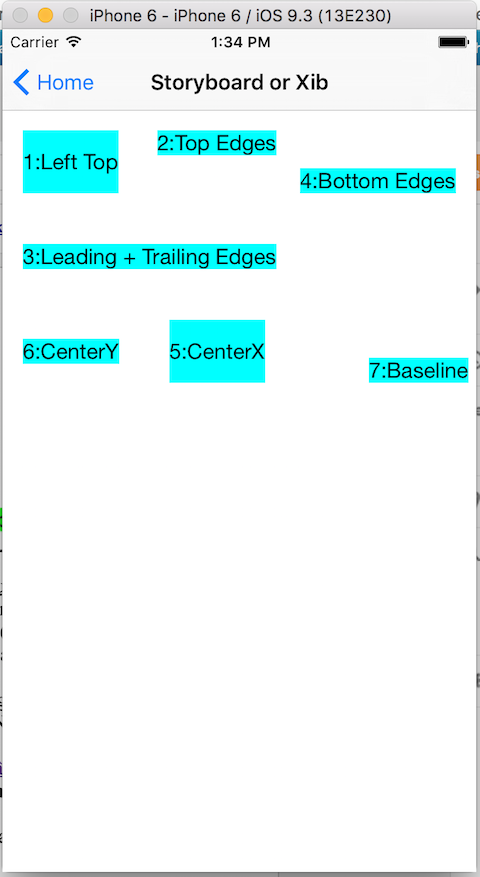 iPhone 6 - iPhone 6 / iOS 9.3 (13E230)
Carrier 1:34 PM
Home Storyboard or Xib
1:Left Top
2:Top Edges
4:Bottom Edges
3:Leading + Trailing Edges
6:CenterY
5:CenterX
7:Baseline